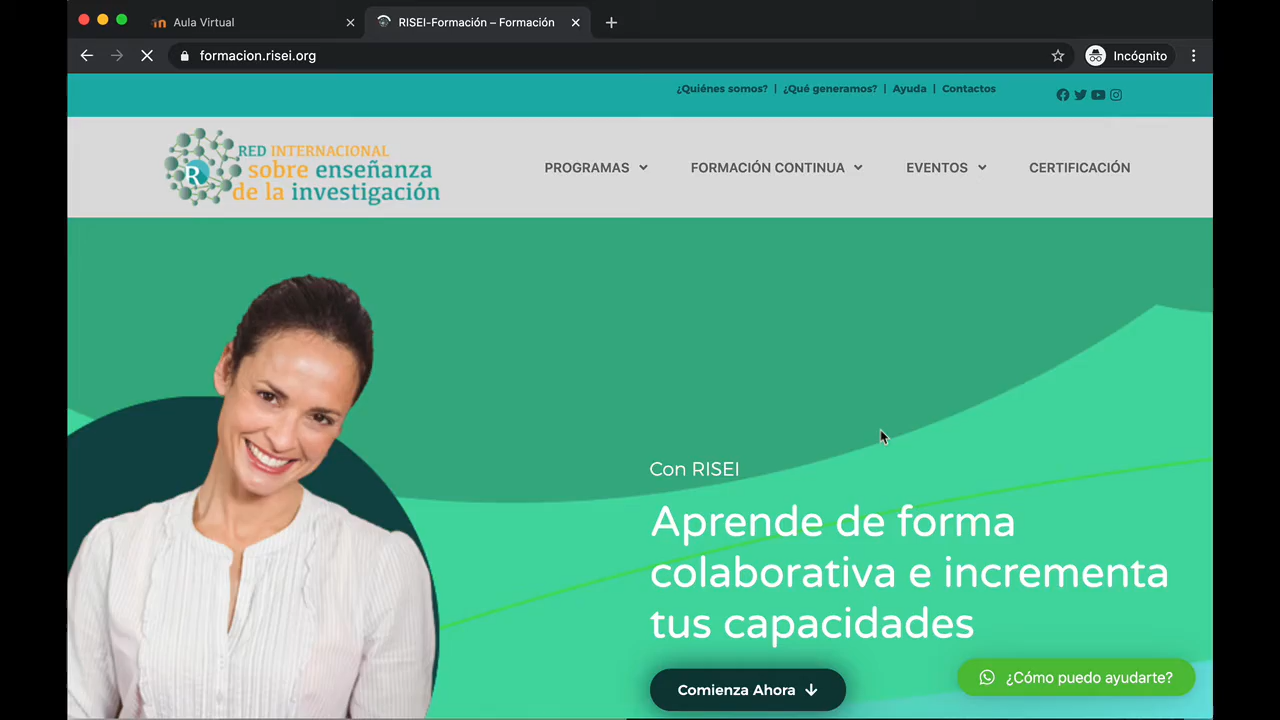 Aula Virtual
RISEI-Formación – Formación
formacion.risei.org
Incógnito
¿Quiénes somos? | ¿Qué generamos? | Ayuda | Contactos
R
RED INTERNACIONAL
sobre enseñanza
de la investigación
PROGRAMAS
FORMACIÓN CONTINUA
EVENTOS
CERTIFICACIÓN
Con RISEI
Aprende de forma
colaborativa e incrementa
tus capacidades
Comienza Ahora
¿Cómo puedo ayudarte?